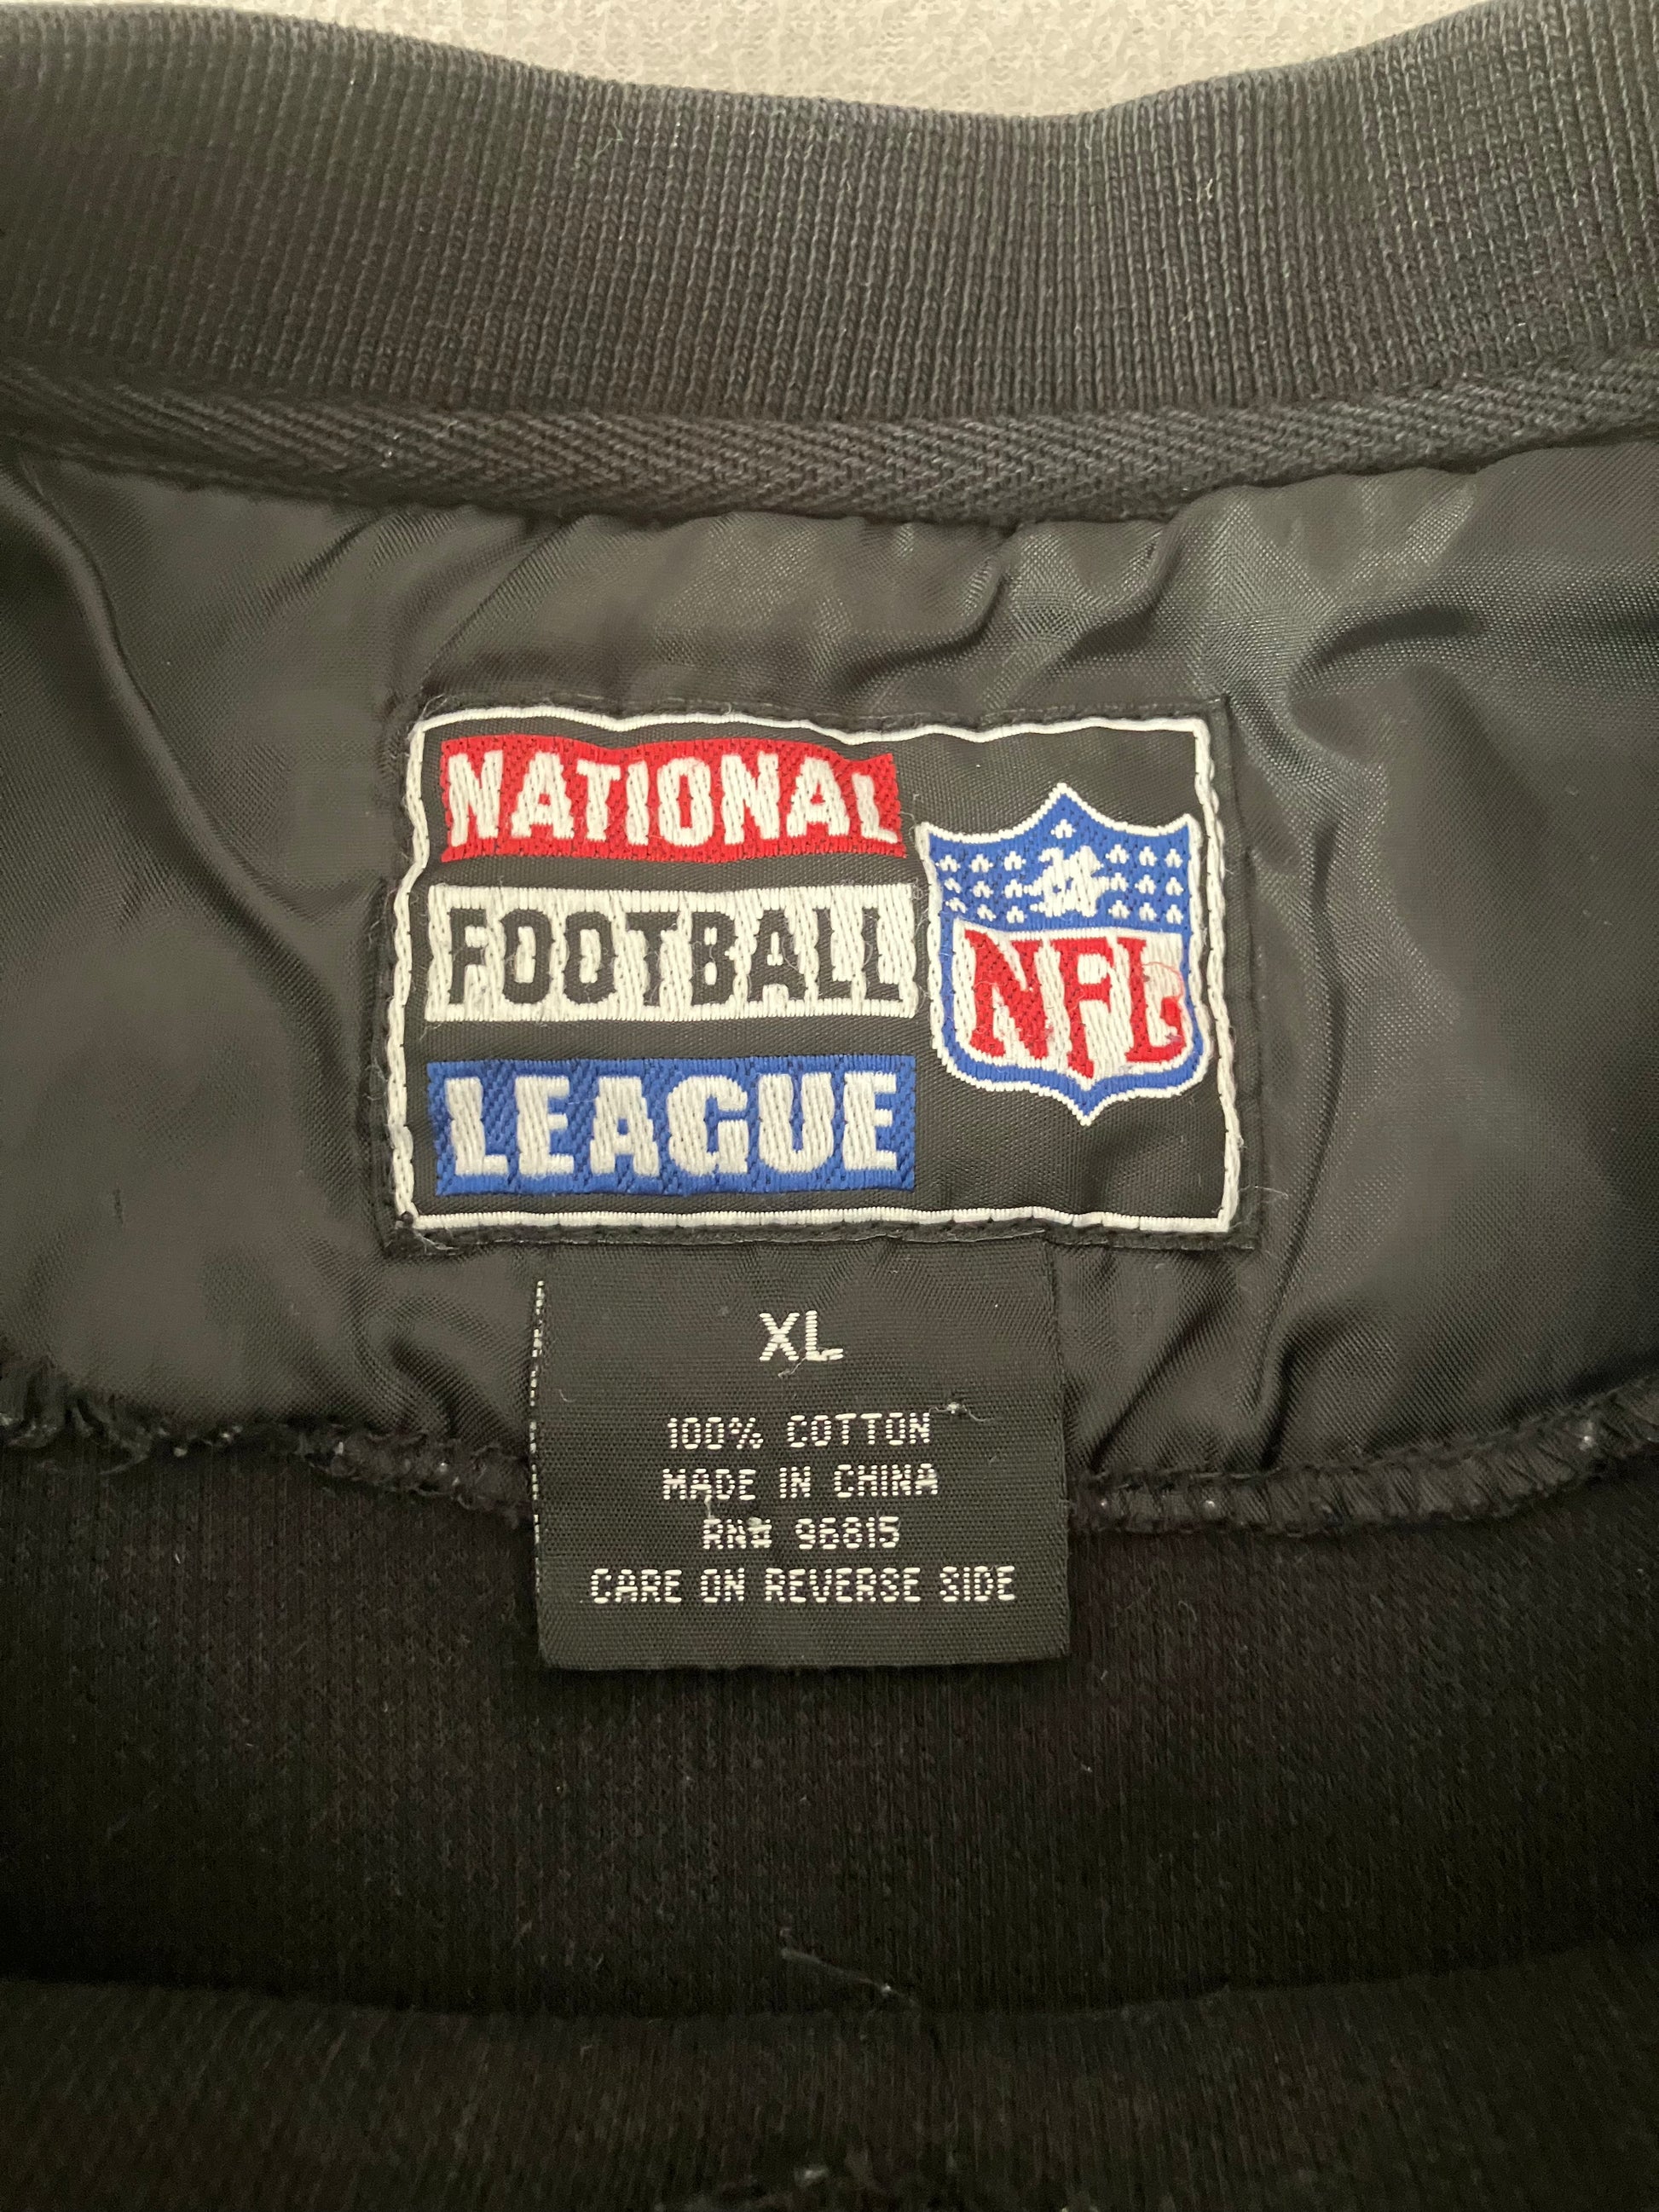 NATIONAL
FOOTBALL
LEAGUE
NFL
XL
100% COTTON
MADE IN CHINA
RN# 96815
CARE ON REVERSE SIDE